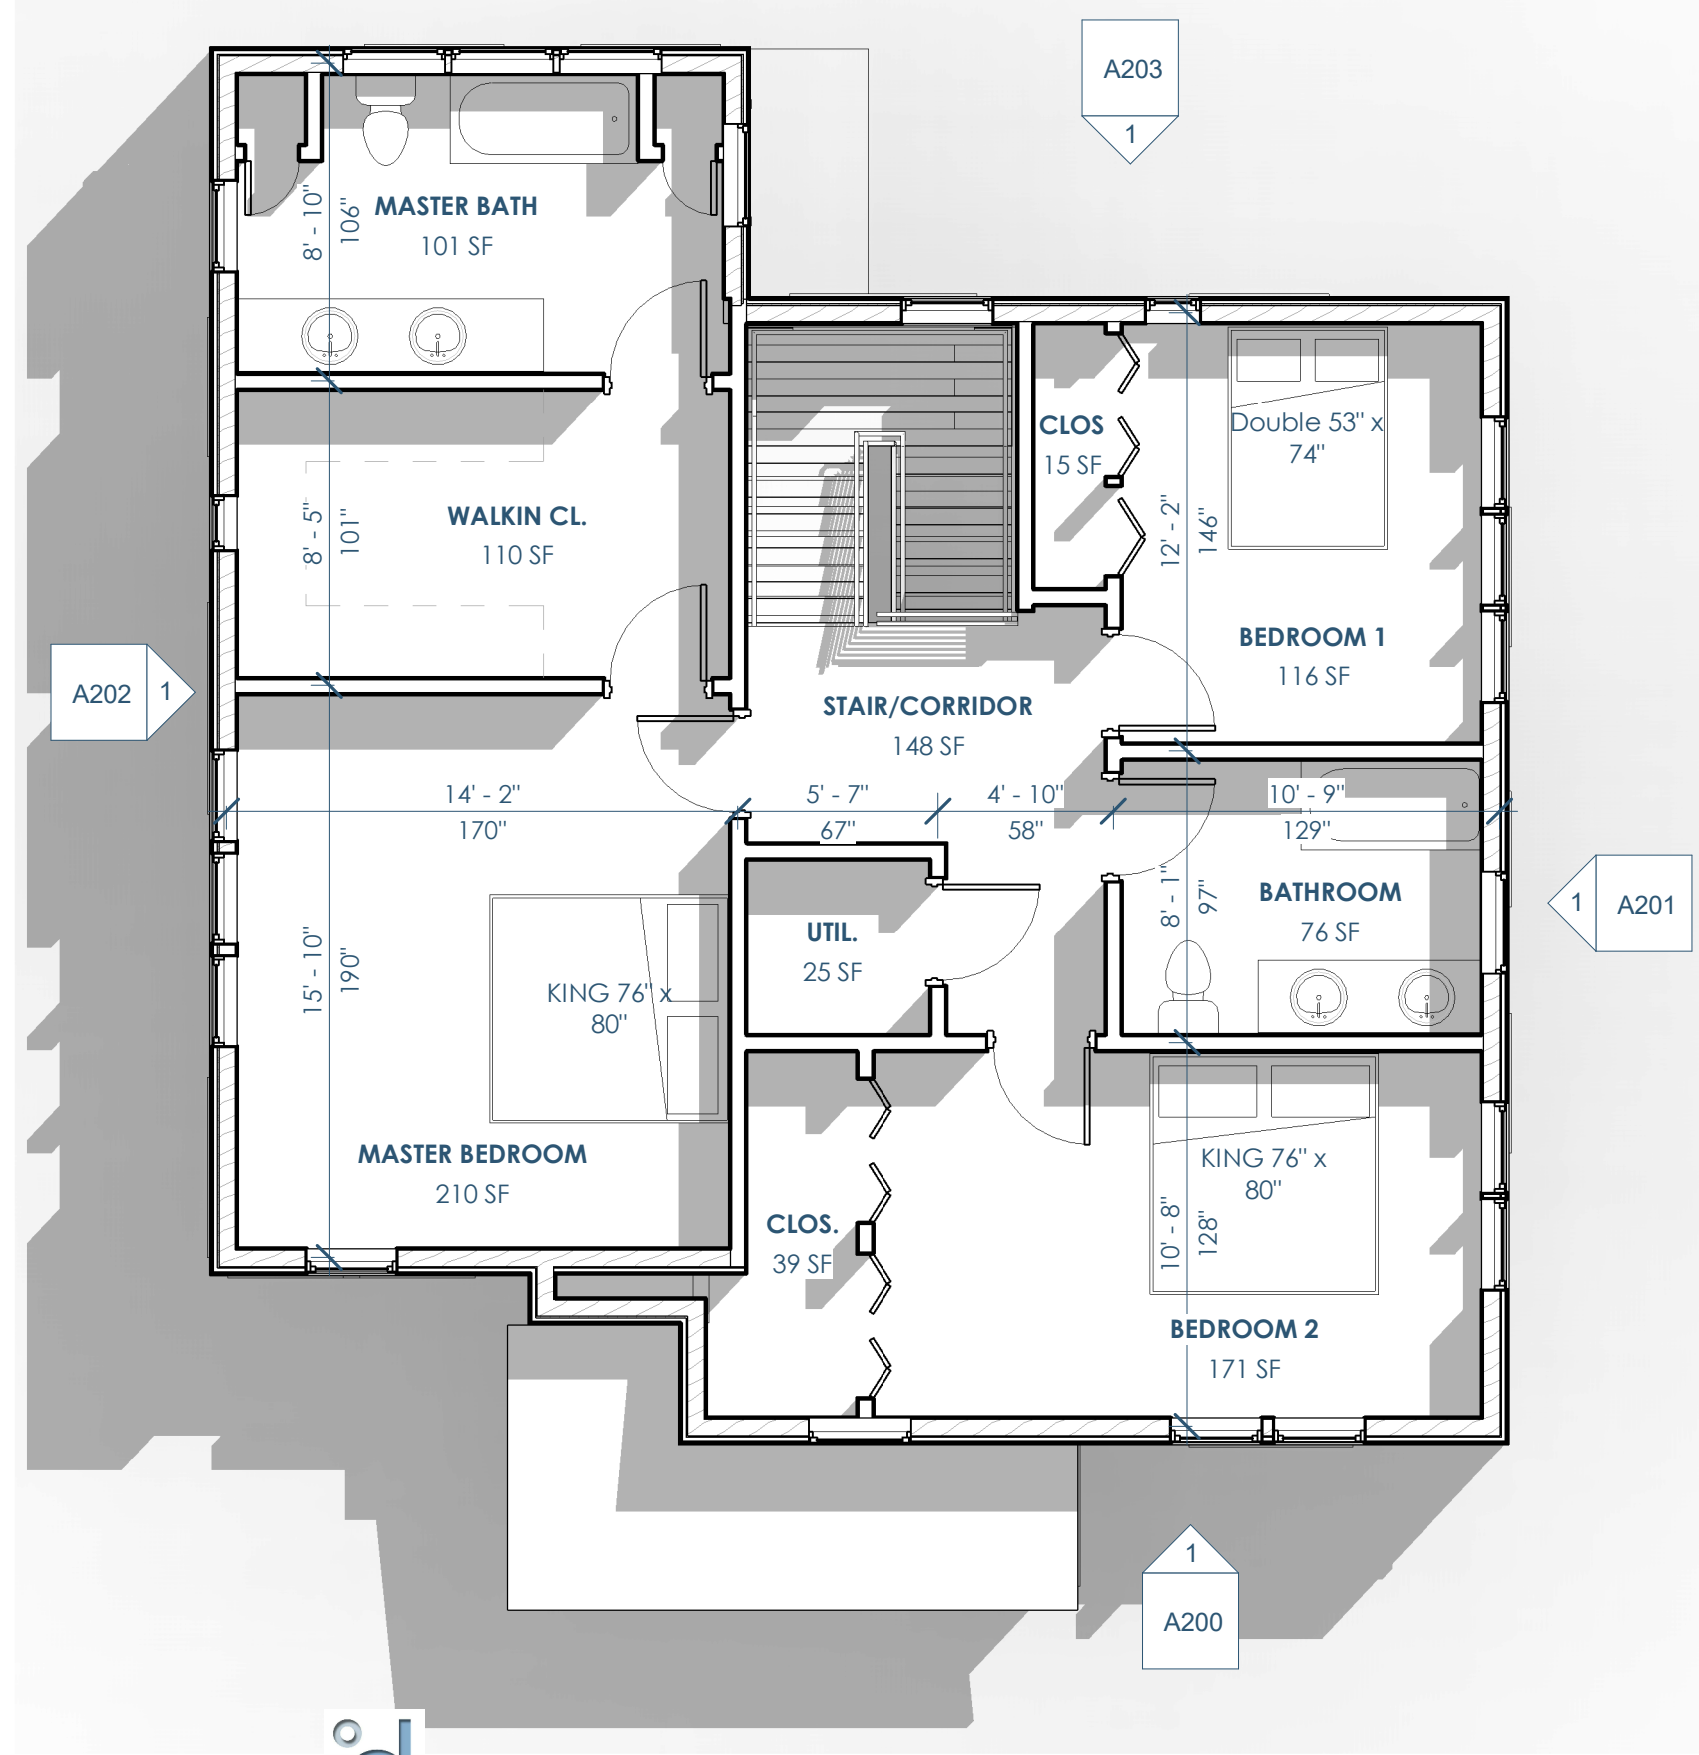 A203
1
MASTER BATH
101 SF
8' - 10"
106"
CLOS
15 SF
Double 53" x
74"
WALKIN CL.
110 SF
8' - 5"
101"
12' - 2"
146"
BEDROOM 1
116 SF
A202
1
STAIR/CORRIDOR
148 SF
14' - 2"
170"
5' - 7"
67"
4' - 10"
58"
10' - 9"
129"
BATHROOM
76 SF
8' - 1"
97"
1
A201
UTIL.
25 SF
15' - 10"
190"
KING 76" x
80"
MASTER BEDROOM
210 SF
CLOS.
39 SF
KING 76" x
80"
10' - 8"
128"
BEDROOM 2
171 SF
1
A200